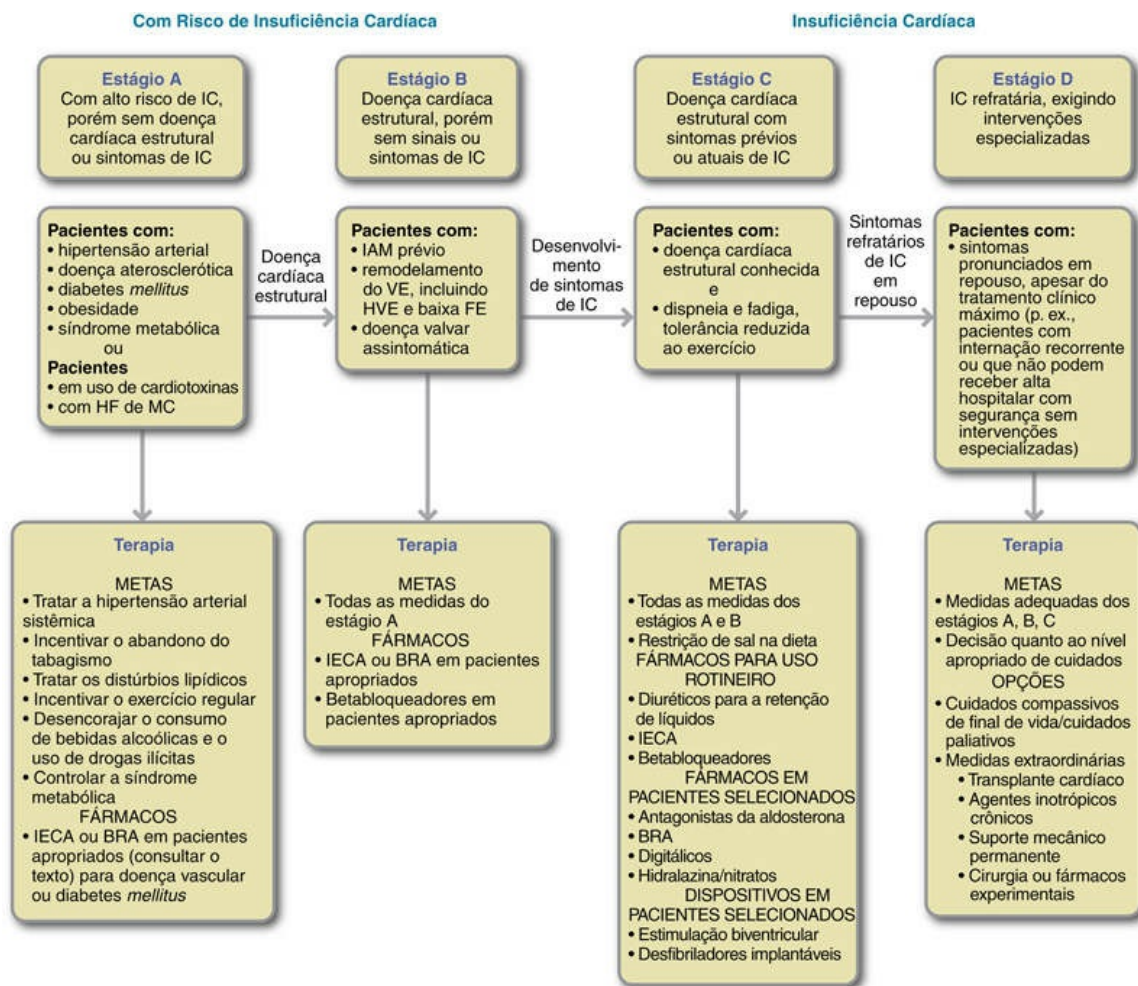 Com Risco de Insuficiência Cardíaca
Insuficiência Cardíaca
Estágio A
Com alto risco de IC,
porém sem doença
cardíaca estrutural
ou sintomas de IC
Estágio B
Doença cardíaca
estrutural, porém
sem sinais ou
sintomas de IC
Estágio C
Doença cardíaca
estrutural com
sintomas prévios
ou atuais de IC
Estágio D
IC refratária, exigindo
intervenções
especializadas
Pacientes com:
• hipertensão arterial
• doença aterosclerótica
• diabetes mellitus
• obesidade
• síndrome metabólica
ou
Pacientes
• em uso de cardiotoxinas
• com HF de MC
Doença
cardíaca
estrutural
Pacientes com:
• IAM prévio
• remodelamento
do VE, incluindo
HVE e baixa FE
• doença valvar
assintomática
Desenvolvi-
mento
de sintomas
de IC
Pacientes com:
• doença cardíaca
estrutural conhecida
e
• dispneia e fadiga,
tolerância reduzida
ao exercício
Sintomas
refratários
de IC
em
repouso
Pacientes com:
• sintomas
pronunciados em
repouso, apesar do
tratamento clínico
máximo (p. ex.,
pacientes com
internação recorrente
ou que não podem
receber alta
hospitalar com
segurança sem
intervenções
especializadas)
Terapia
METAS
• Tratar a hipertensão arterial
sistêmica
• Incentivar o abandono do
tabagismo
• Tratar os distúrbios lipídicos
• Incentivar o exercício regular
• Desencorajar o consumo
de bebidas alcoólicas e o
uso de drogas ilícitas
• Controlar a síndrome
metabólica
FÁRMACOS
• IECA ou BRA em pacientes
apropriados (consultar o
texto) para doença vascular
ou diabetes mellitus
Terapia
METAS
• Todas as medidas do
estágio A
FÁRMACOS
• IECA ou BRA em pacientes
apropriados
• Betabloqueadores em
pacientes apropriados
Terapia
METAS
• Todas as medidas dos
estágios A e B
• Restrição de sal na dieta
FÁRMACOS PARA USO
ROTINEIRO
• Diuréticos para a retenção
de líquidos
• IECA
• Betabloqueadores
FÁRMACOS EM
PACIENTES SELECIONADOS
• Antagonistas da aldosterona
• BRA
• Digitálicos
• Hidralazina/nitratos
DISPOSITIVOS EM
PACIENTES SELECIONADOS
• Estimulação biventricular
• Desfibriladores implantáveis
Terapia
METAS
• Medidas adequadas dos
estágios A, B, C
• Decisão quanto ao nível
apropriado de cuidados
OPÇÕES
• Cuidados compassivos
de final de vida/cuidados
paliativos
• Medidas extraordinárias
• Transplante cardíaco
• Agentes inotrópicos
crônicos
• Suporte mecânico
permanente
• Cirurgia ou fármacos
experimentais